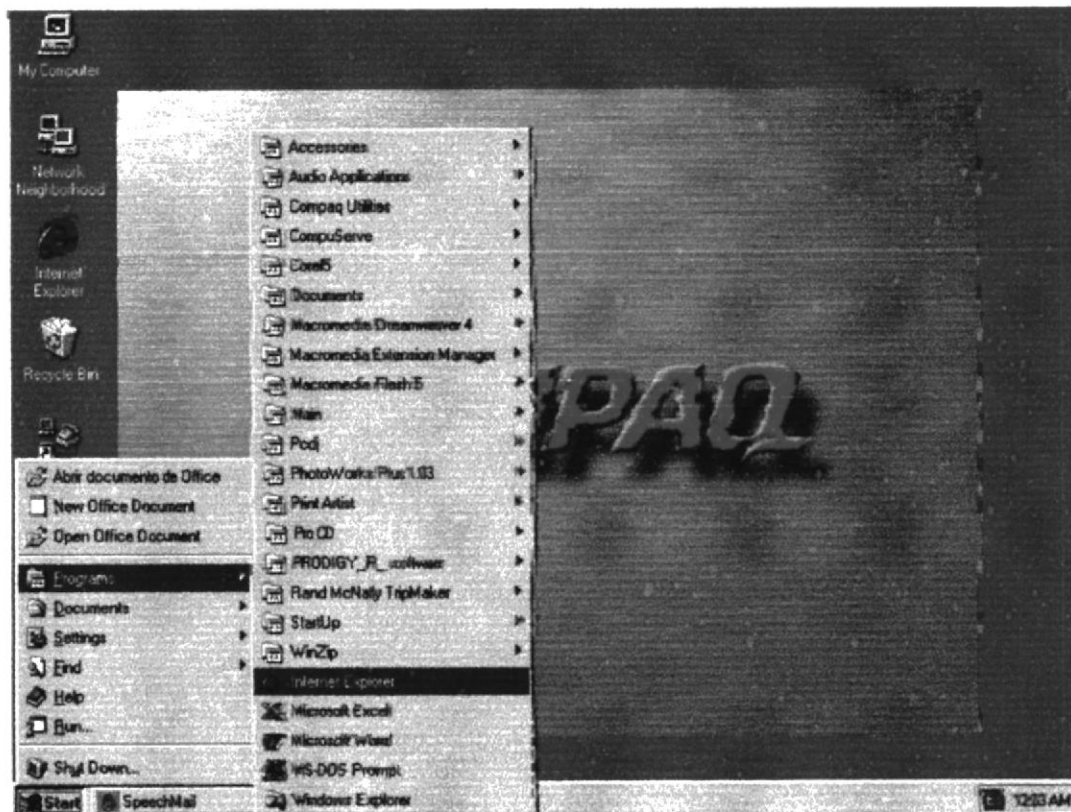 My Computer
Network
Neighborhood
Internet
Explorer
Recycle Bin
PAQ
Abrir documento de Office
New Office Document
Open Office Document
Programs
Documents
Settings
Find
Help
Run...
Shut Down...
Accessories
Audio Applications
Compaq Utilities
CompuServe
Corel5
Documents
Macromedia Dreamweaver 4
Macromedia Extension Manager
Macromedia Flash 5
Main
Podj
PhotoWorks Plus 1.03
Print Artist
Pro CD
PRODIGY_R_ software
Rand McNally TripMaker
StartUp
WinZip
Internet Explorer
Microsoft Excel
Microsoft Word
MS-DOS Prompt
Windows Explorer
Start
SpeechMail